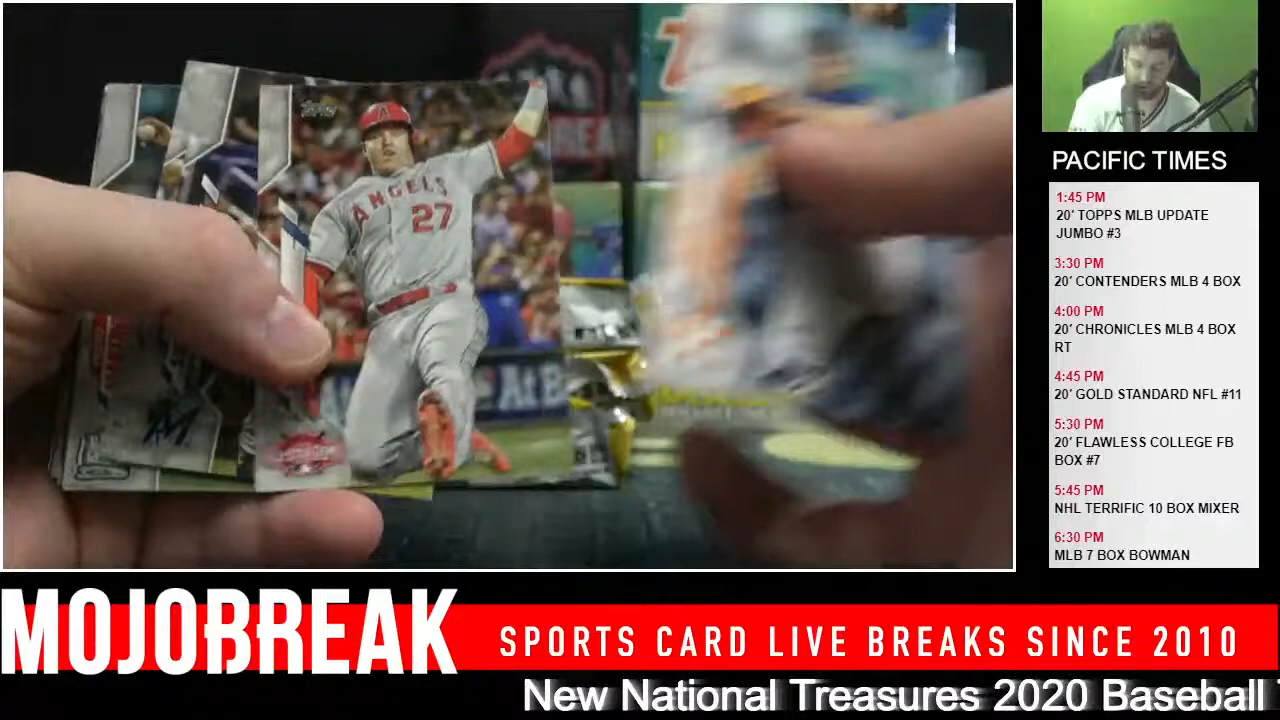 Topps
ANGELS
27
At B
PACIFIC TIMES
1:45 PM
20' TOPPS MLB UPDATE
JUMBO #3
3:30 PM
20' CONTENDERS MLB 4 BOX
4:00 PM
20' CHRONICLES MLB 4 BOX
RT
4:45 PM
20' GOLD STANDARD NFL #11
5:30 PM
20' FLAWLESS COLLEGE FB
BOX #7
5:45 PM
NHL TERRIFIC 10 BOX MIXER
6:30 PM
MLB 7 BOX BOWMAN
MOJOBREAK
SPORTS CARD LIVE BREAKS SINCE 2010
New National Treasures 2020 Baseball